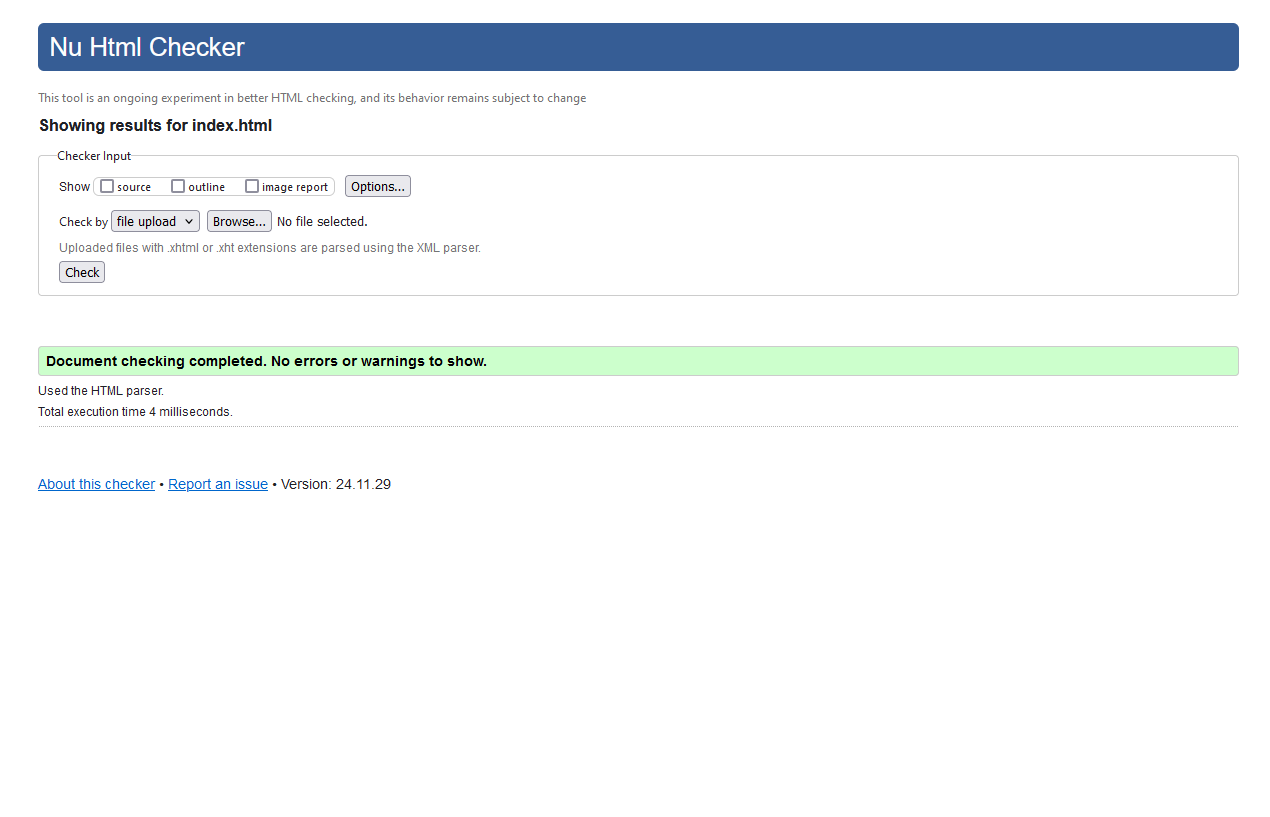 Nu Html Checker
This tool is an ongoing experiment in better HTML checking, and its behavior remains subject to change
Showing results for index.html
Checker Input
Show source outline image report Options...
Check by file upload Browse... No file selected.
Uploaded files with .xhtml or .xht extensions are parsed using the XML parser.
Check
Document checking completed. No errors or warnings to show.
Used the HTML parser.
Total execution time 4 milliseconds.
About this checker • Report an issue • Version: 24.11.29